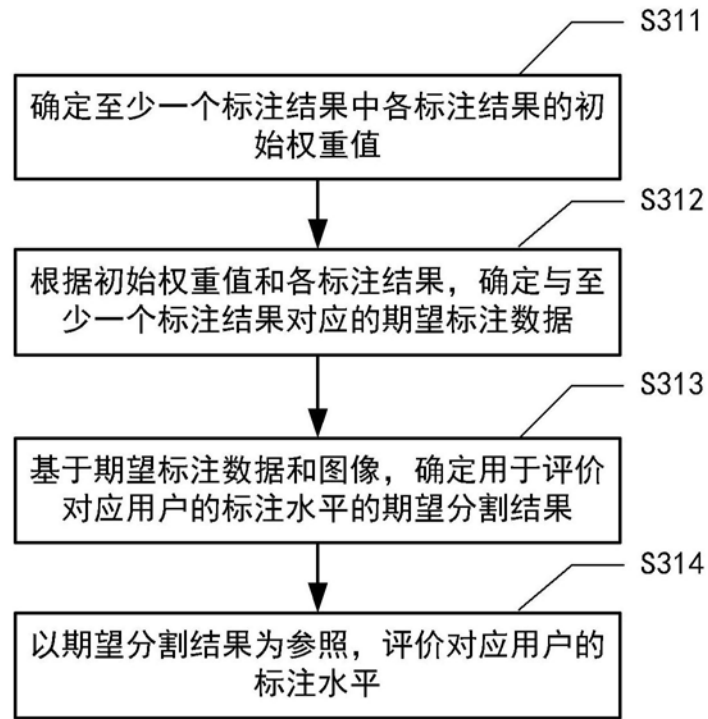 S311
确定至少一个标注结果中各标注结果的初
始权重值
S312
根据初始权重值和各标注结果，确定与至
少一个标注结果对应的期望标注数据
S313
基于期望标注数据和图像，确定用于评价
对应用户的标注水平的期望分割结果
S314
以期望分割结果为参照，评价对应用户的
标注水平